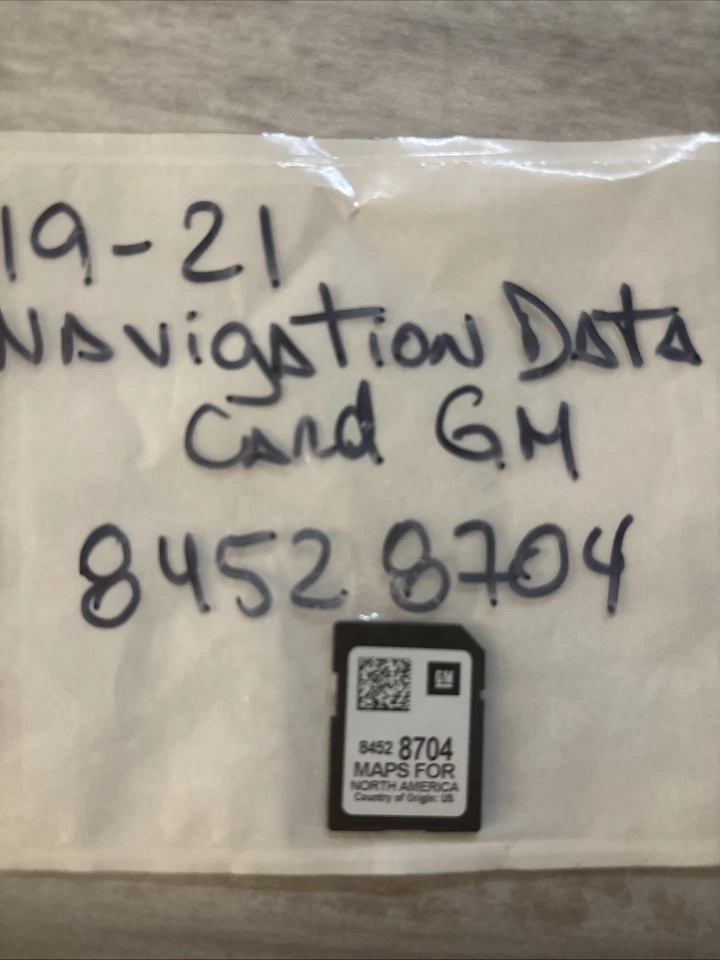 19-21
Navigation Data
Card GM
8452 8704
GM
8452 8704
MAPS FOR
NORTH AMERICA
Country of Origin: US